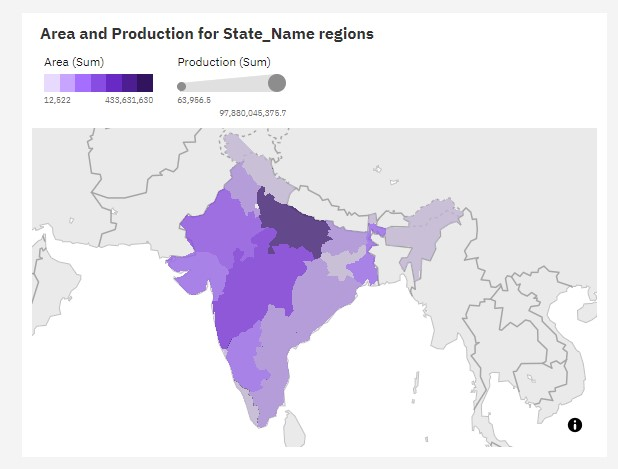 Area and Production for State_Name regions
Area (Sum) Production (Sum)
12,522 433,631,630 63,956.5
97,880,045,375.7
i